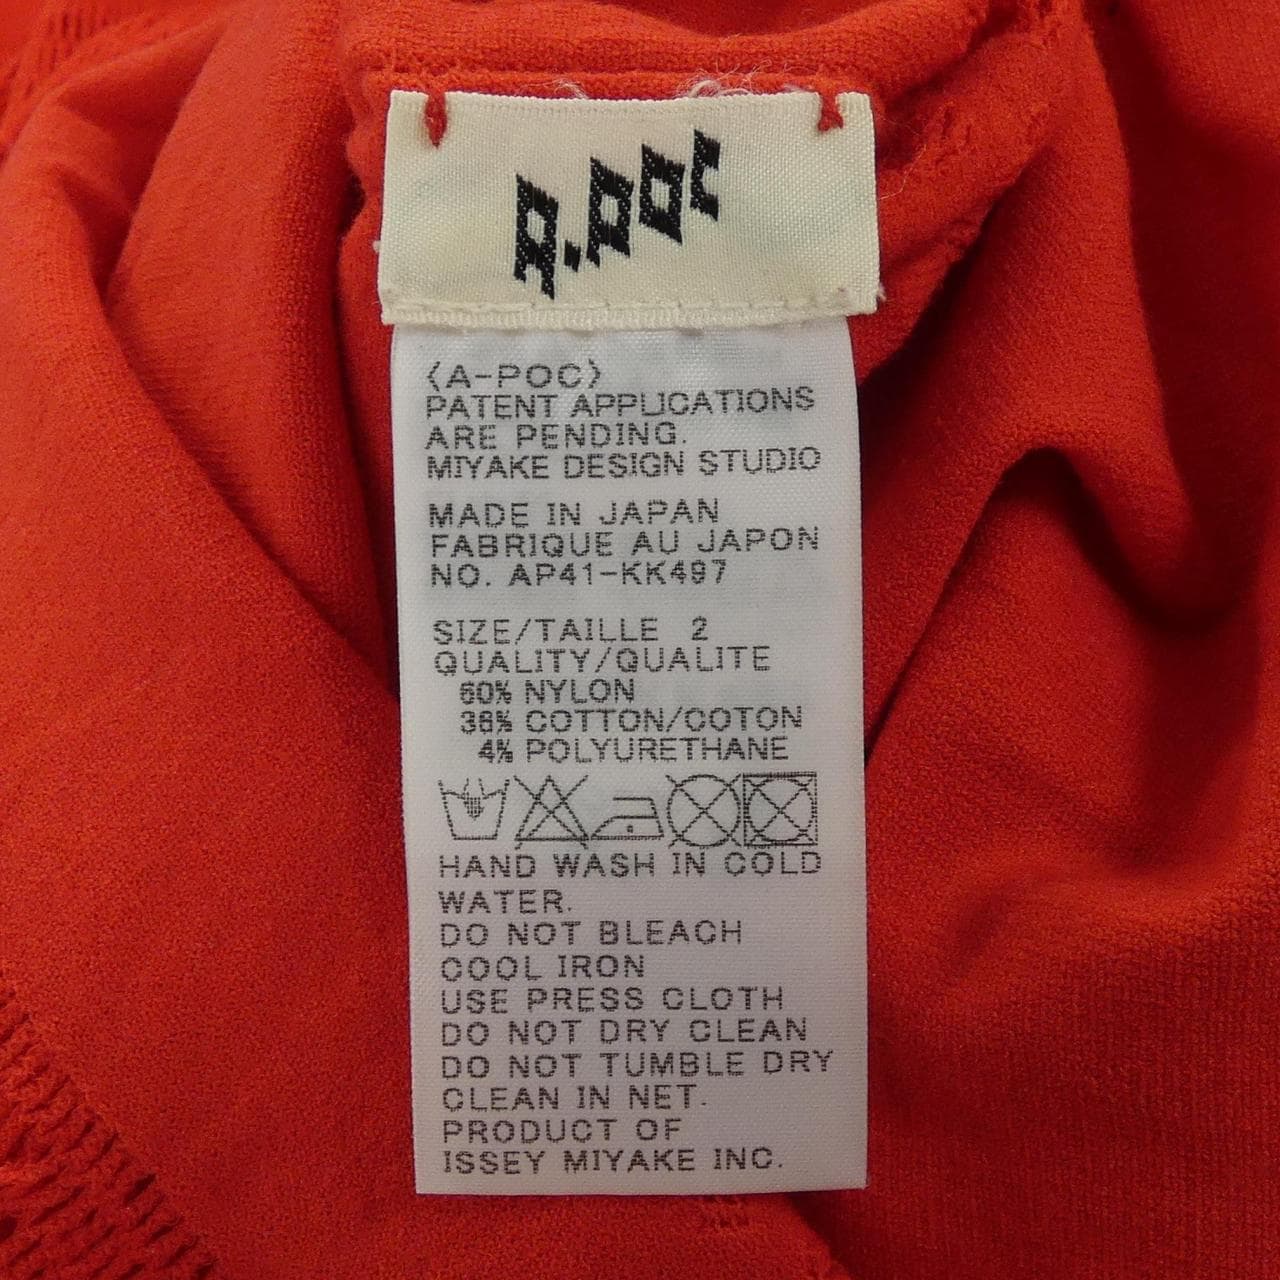 A.POC
〈A-POC〉
PATENT APPLICATIONS
ARE PENDING.
MIYAKE DESIGN STUDIO
MADE IN JAPAN
FABRIQUE AU JAPON
NO. AP41-KK497
SIZE/TAILLE 2
QUALITY/QUALITE
60% NYLON
36% COTTON/COTON
4% POLYURETHANE
HAND WASH IN COLD
WATER.
DO NOT BLEACH
COOL IRON
USE PRESS CLOTH
DO NOT DRY CLEAN
DO NOT TUMBLE DRY
CLEAN IN NET.
PRODUCT OF
ISSEY MIYAKE INC.